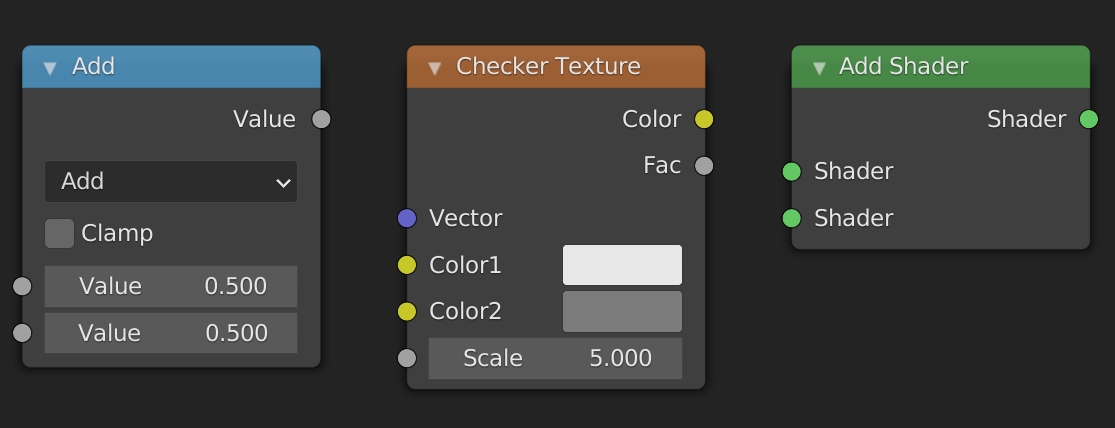 Add
Value
Add
Clamp
Value 0.500
Value 0.500
Checker Texture
Color
Fac
Vector
Color1
Color2
Scale 5.000
Add Shader
Shader
Shader
Shader